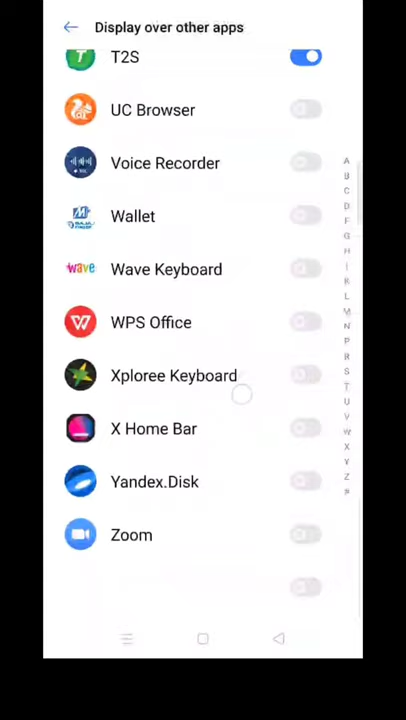 Display over other apps
T2S
UC Browser
Voice Recorder
Wallet
wave Wave Keyboard
WPS Office
Xploree Keyboard
X Home Bar
Yandex.Disk
Zoom
A
B
C
D
F
G
H
I
K
L
M
N
P
R
S
T
U
V
W
X
Y
Z
#